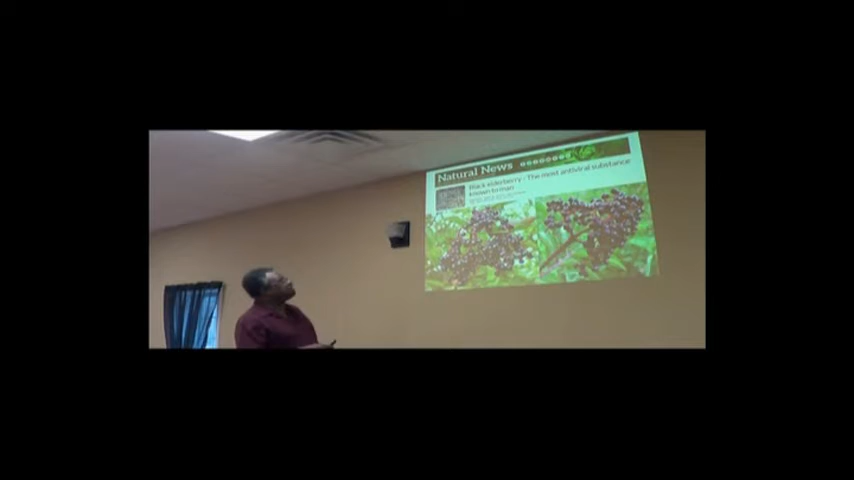 Natural News
Black elderberry - The most antiviral substance
known to man